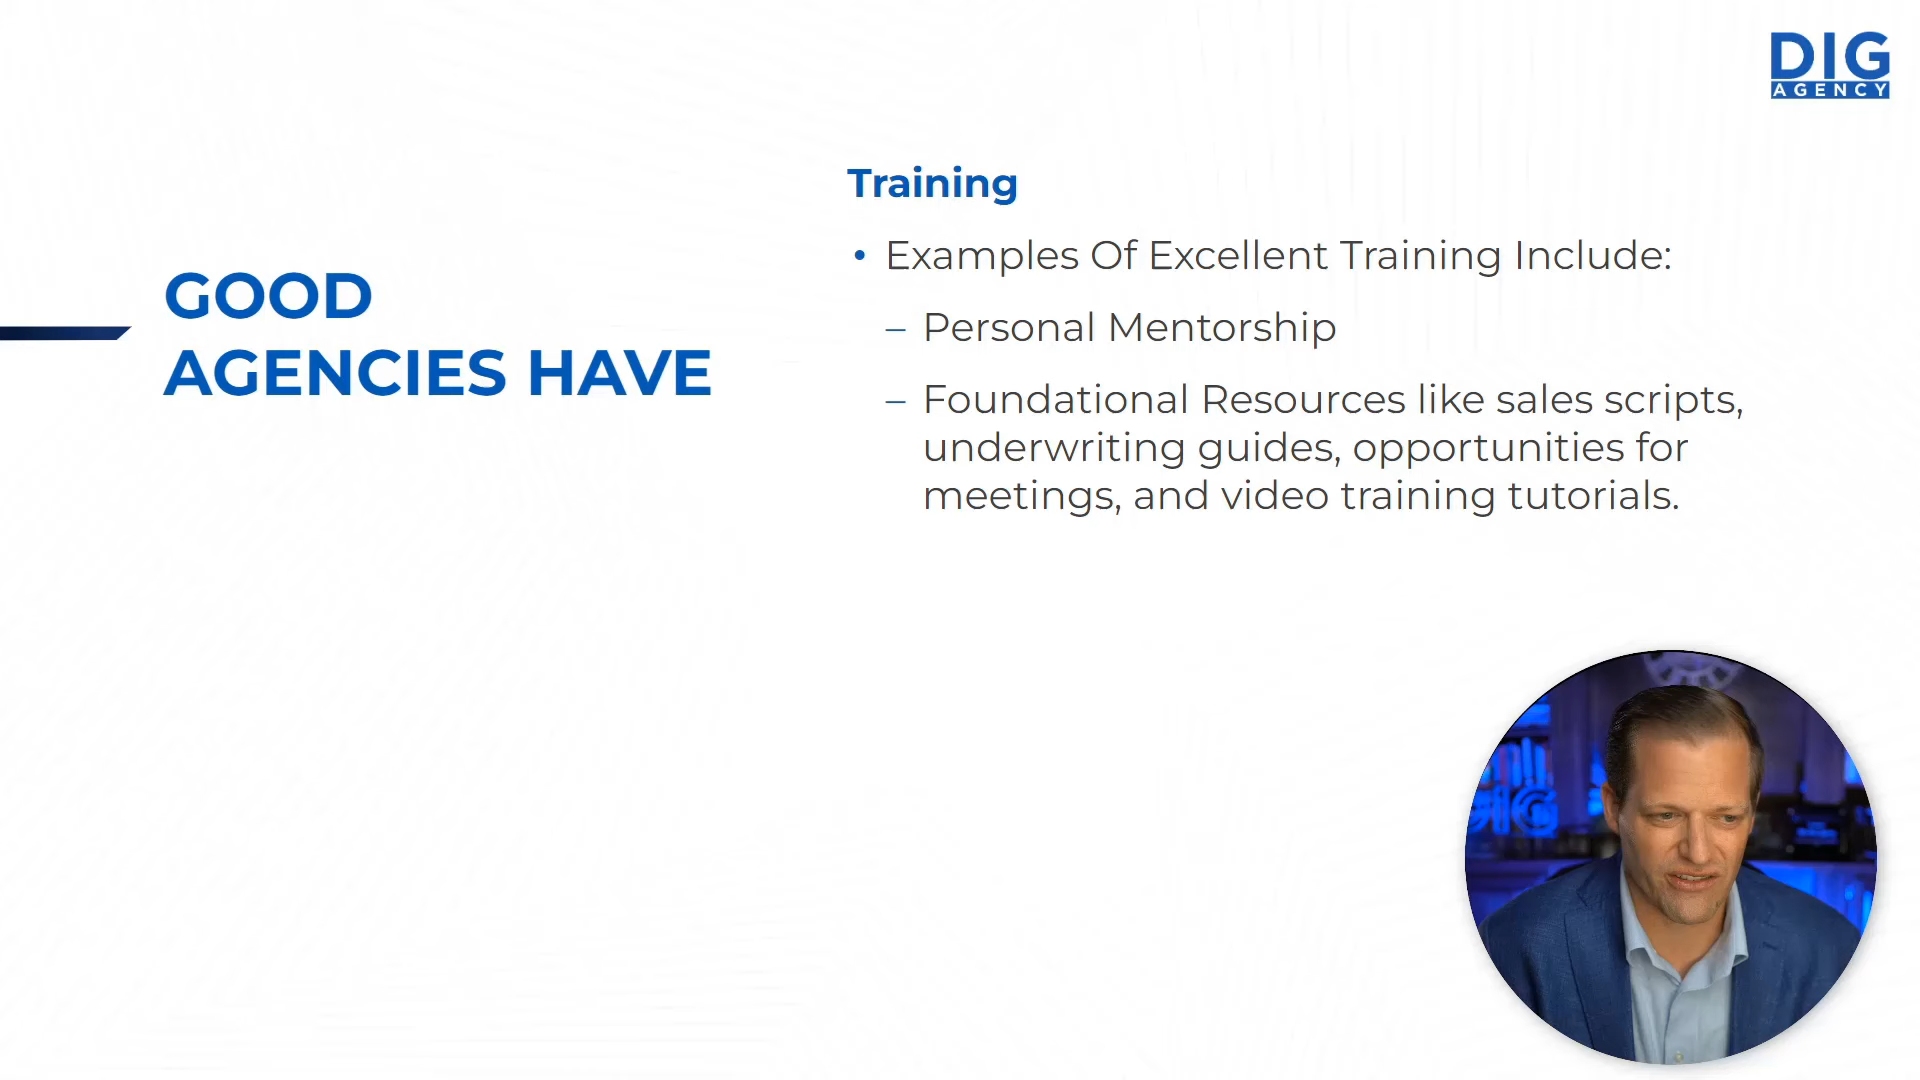 DIG
AGENCY
GOOD
AGENCIES HAVE
Training
• Examples Of Excellent Training Include:
– Personal Mentorship
– Foundational Resources like sales scripts,
underwriting guides, opportunities for
meetings, and video training tutorials.
DIG